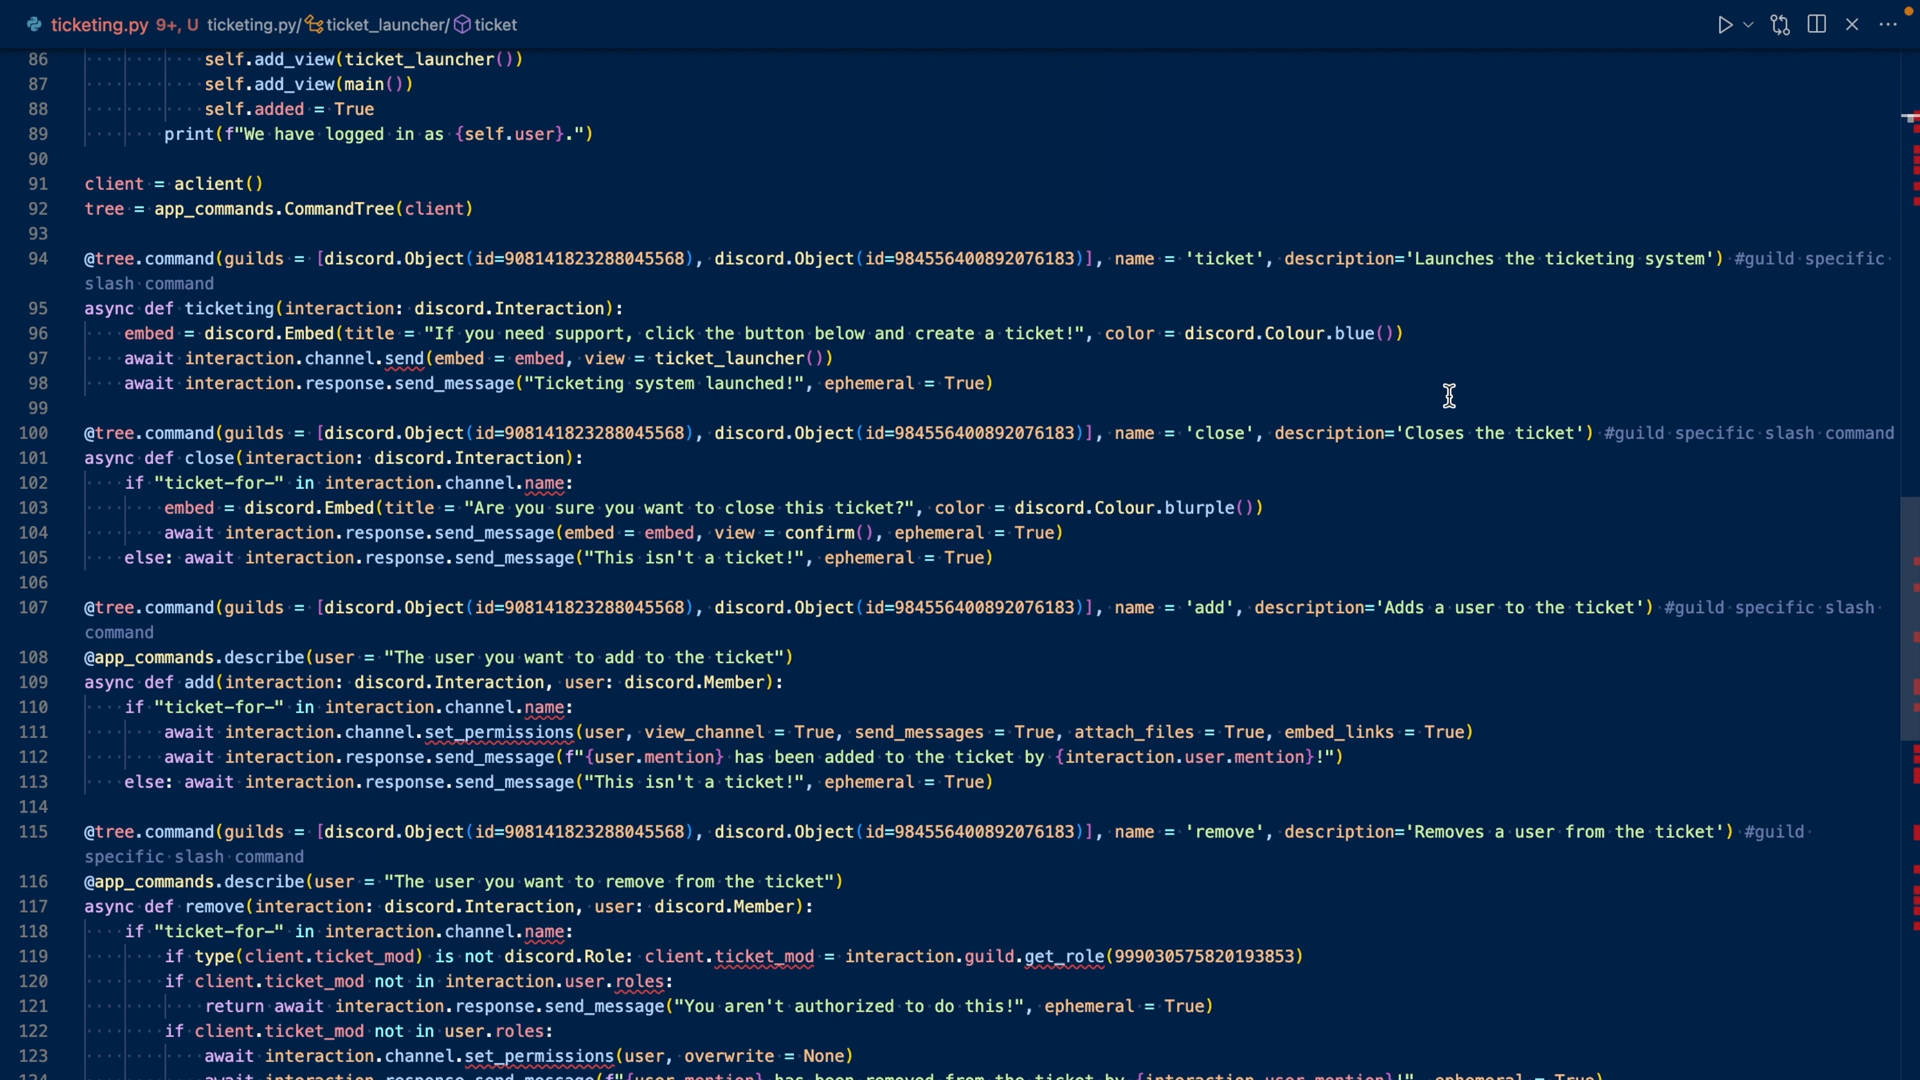 ticketing.py 9+, U ticketing.py/ticket_launcher/ticket
86 self.add_view(ticket_launcher())
87 self.add_view(main())
88 self.added = True
89 print(f"We have logged in as {self.user}.")
90
91 client = aclient()
92 tree = app_commands.CommandTree(client)
93
94 @tree.command(guilds = [discord.Object(id=908141823288045568), discord.Object(id=984556400892076183)], name = 'ticket', description='Launches the ticketing system') #guild specific
slash command
95 async def ticketing(interaction: discord.Interaction):
96 embed = discord.Embed(title = "If you need support, click the button below and create a ticket!", color = discord.Colour.blue())
97 await interaction.channel.send(embed = embed, view = ticket_launcher())
98 await interaction.response.send_message("Ticketing system launched!", ephemeral = True)
99
100 @tree.command(guilds = [discord.Object(id=908141823288045568), discord.Object(id=984556400892076183)], name = 'close', description='Closes the ticket') #guild specific slash command
101 async def close(interaction: discord.Interaction):
102 if "ticket-for-" in interaction.channel.name:
103 embed = discord.Embed(title = "Are you sure you want to close this ticket?", color = discord.Colour.blurple())
104 await interaction.response.send_message(embed = embed, view = confirm(), ephemeral = True)
105 else: await interaction.response.send_message("This isn't a ticket!", ephemeral = True)
106
107 @tree.command(guilds = [discord.Object(id=908141823288045568), discord.Object(id=984556400892076183)], name = 'add', description='Adds a user to the ticket') #guild specific slash
command
108 @app_commands.describe(user = "The user you want to add to the ticket")
109 async def add(interaction: discord.Interaction, user: discord.Member):
110 if "ticket-for-" in interaction.channel.name:
111 await interaction.channel.set_permissions(user, view_channel = True, send_messages = True, attach_files = True, embed_links = True)
112 await interaction.response.send_message(f"{user.mention} has been added to the ticket by {interaction.user.mention}!")
113 else: await interaction.response.send_message("This isn't a ticket!", ephemeral = True)
114
115 @tree.command(guilds = [discord.Object(id=908141823288045568), discord.Object(id=984556400892076183)], name = 'remove', description='Removes a user from the ticket') #guild
specific slash command
116 @app_commands.describe(user = "The user you want to remove from the ticket")
117 async def remove(interaction: discord.Interaction, user: discord.Member):
118 if "ticket-for-" in interaction.channel.name:
119 if type(client.ticket_mod) is not discord.Role: client.ticket_mod = interaction.guild.get_role(999030575820193853)
120 if client.ticket_mod not in interaction.user.roles:
121 return await interaction.response.send_message("You aren't authorized to do this!", ephemeral = True)
122 if client.ticket_mod not in user.roles:
123 await interaction.channel.set_permissions(user, overwrite = None)
124 await interaction.response.send_message(f"{user.mention} has been removed from the ticket by {interaction.user.mention}!", ephemeral = True)